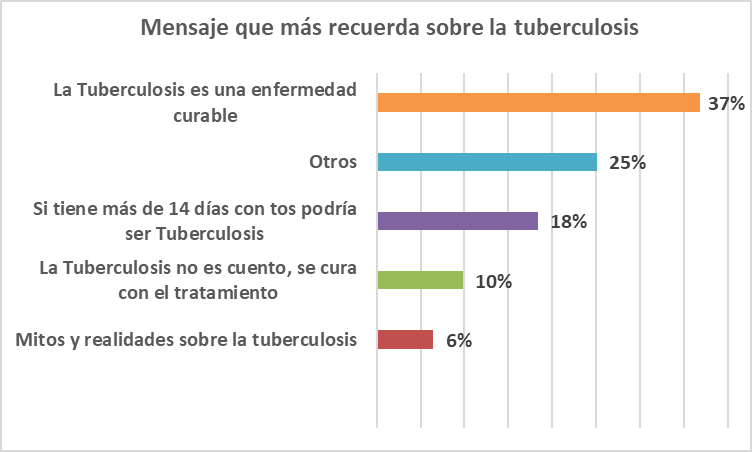 Mensaje que más recuerda sobre la tuberculosis
La Tuberculosis es una enfermedad
curable
37%
Otros
25%
Si tiene más de 14 días con tos podría
ser Tuberculosis
18%
La Tuberculosis no es cuento, se cura
con el tratamiento
10%
Mitos y realidades sobre la tuberculosis
6%